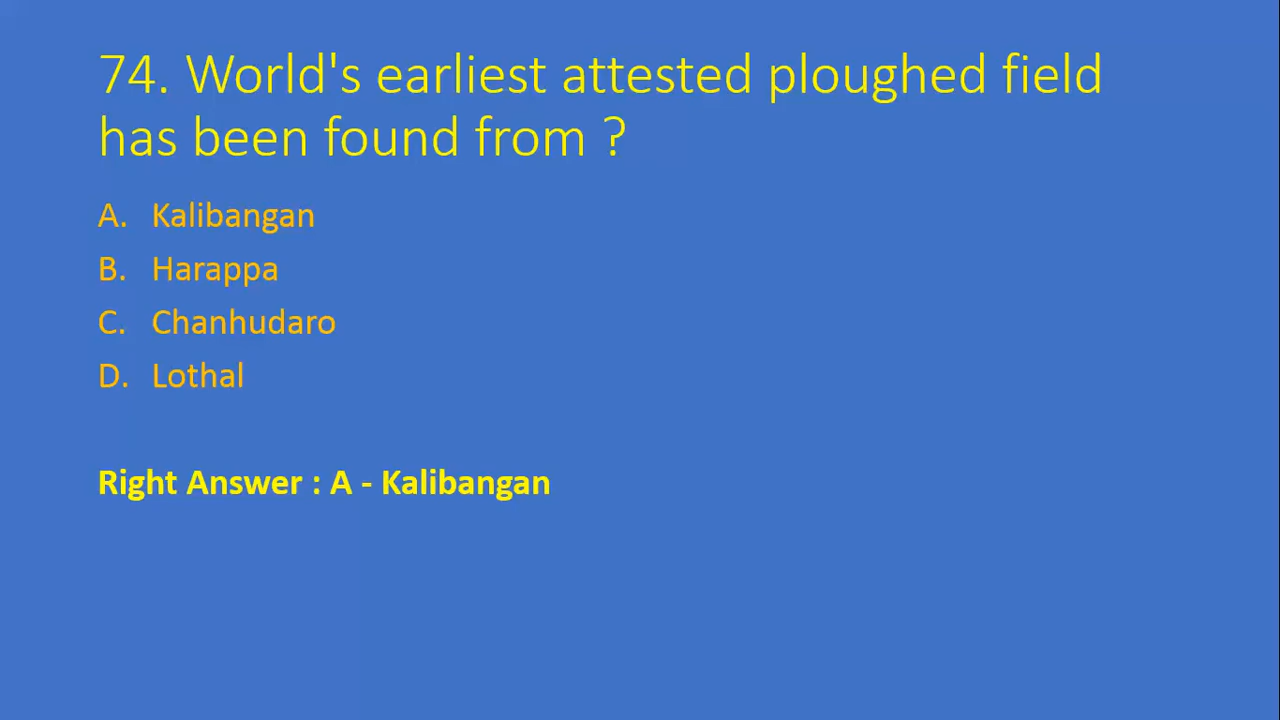 74. World's earliest attested ploughed field
has been found from ?
A. Kalibangan
B. Harappa
C. Chanhudaro
D. Lothal
Right Answer : A - Kalibangan